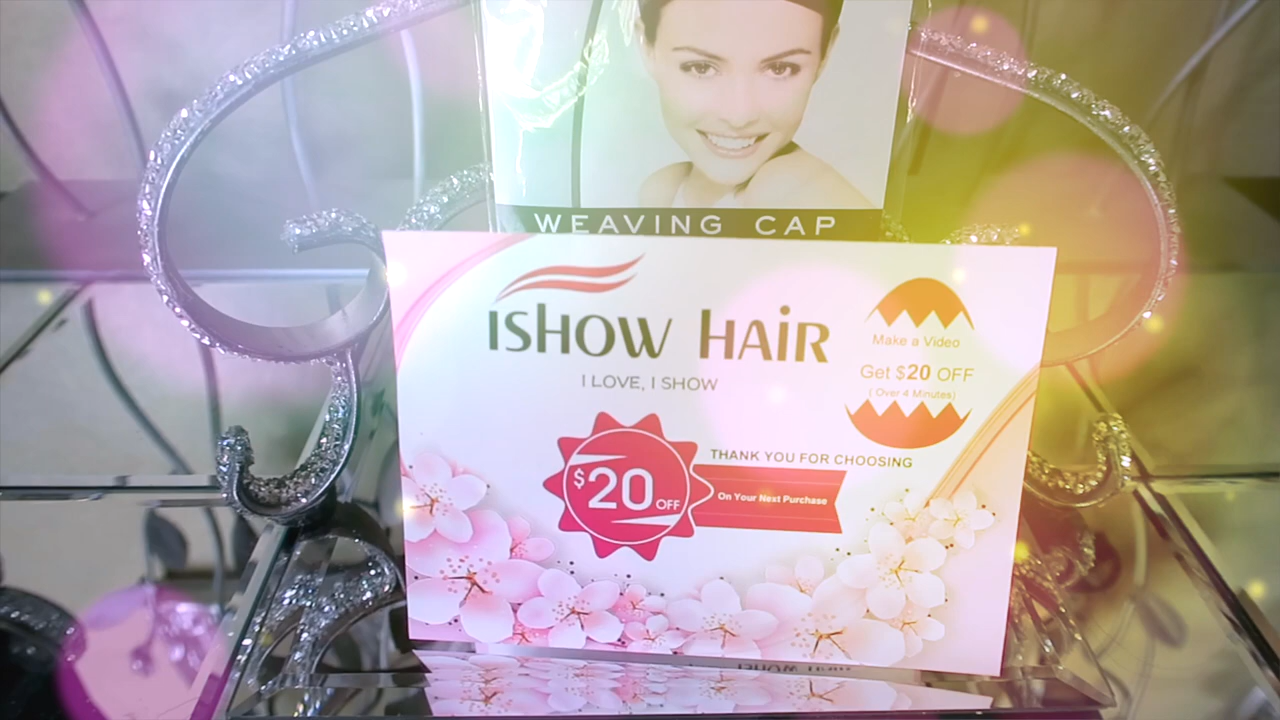 WEAVING CAP
ISHOW HAIR
I LOVE, I SHOW
Make a Video
Get $20 OFF
( Over 4 Minutes)
THANK YOU FOR CHOOSING
$20 OFF
On Your Next Purchase